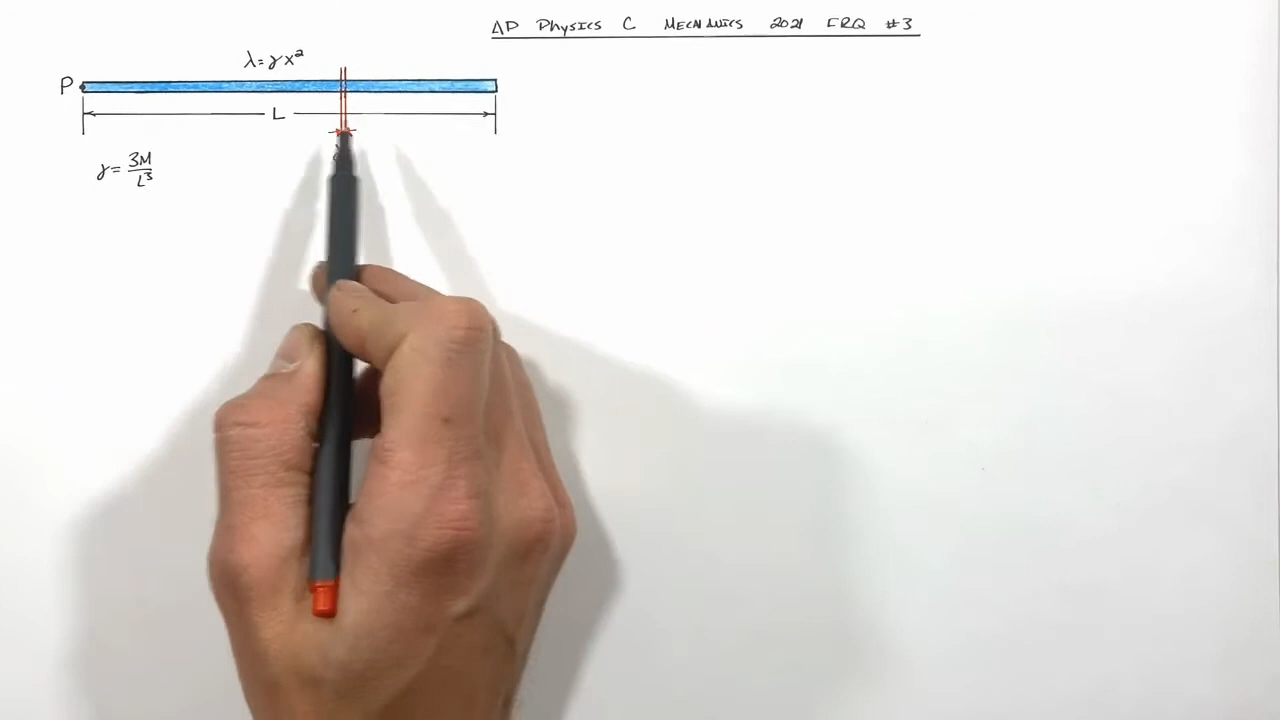 AP Physics C Mechanics 2021 FRQ #3
λ=γx²
P
L
γ = 3M/L³